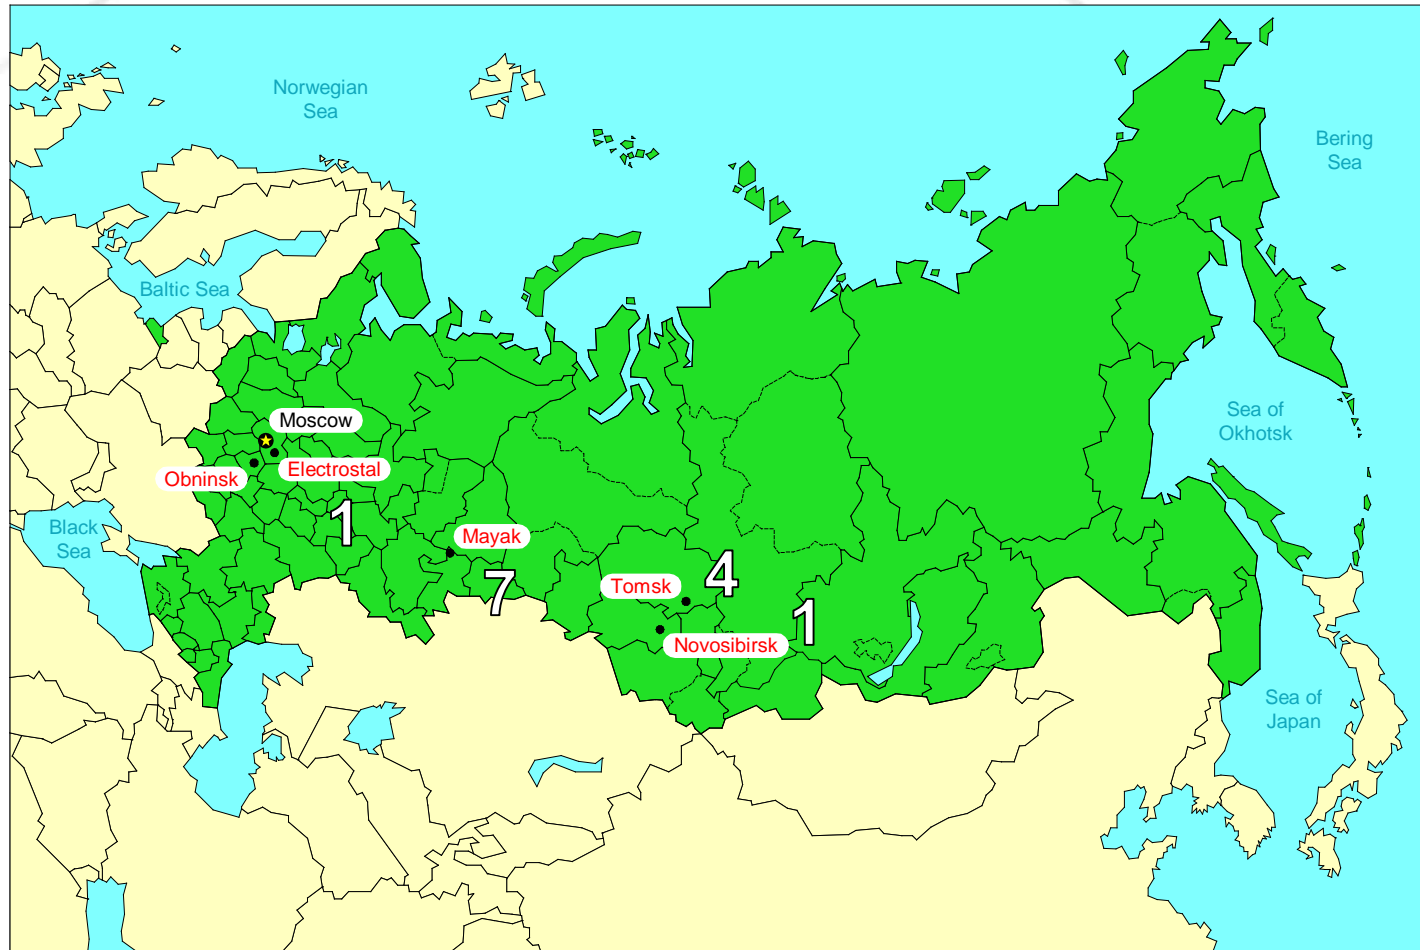 Norwegian
Sea
Bering
Sea
Baltic Sea
Moscow
Sea of
Okhotsk
Electrostal
Obninsk
1
Black
Sea
Mayak
7
4
Tomsk
1
Novosibirsk
Sea of
Japan